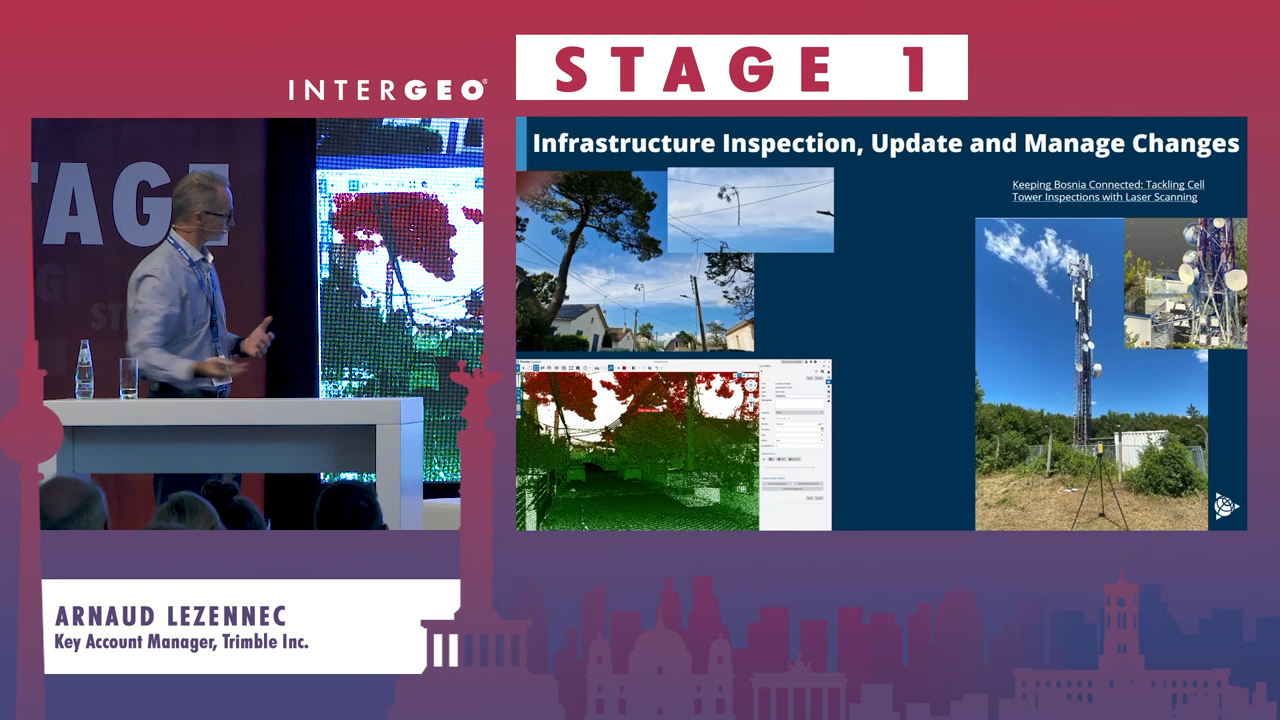 INTERGEO®
STAGE 1
TAGE
Infrastructure Inspection, Update and Manage Changes
Keeping Bosnia Connected: Tackling Cell
Tower Inspections with Laser Scanning
ARNAUD LEZENNEC
Key Account Manager, Trimble Inc.